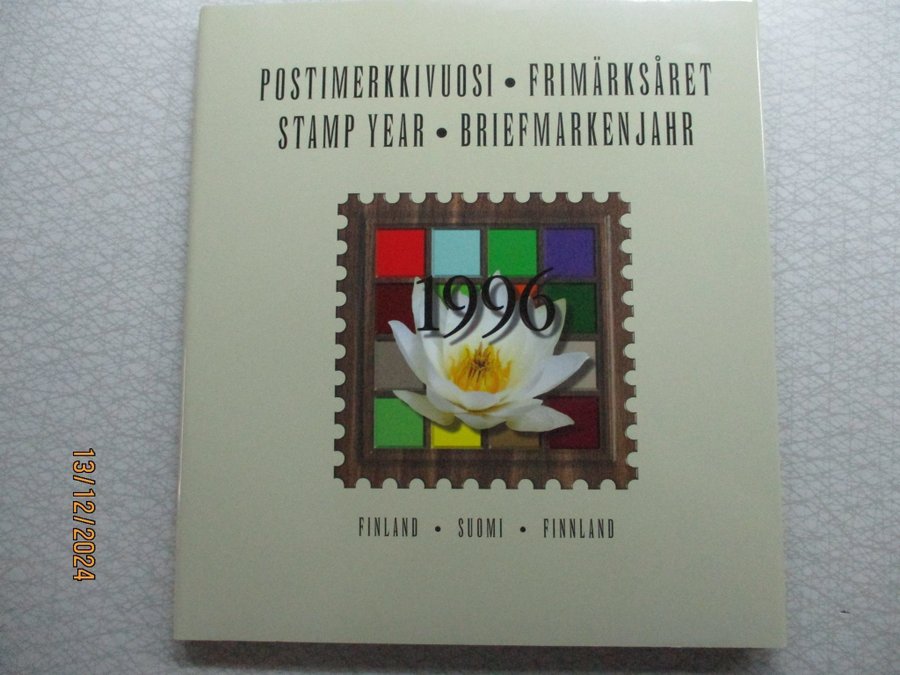 POSTIMERKKIVUOSI • FRIMÄRKSÅRET
STAMP YEAR • BRIEFMARKENJAHR
1996
FINLAND • SUOMI • FINNLAND
13/12/2024